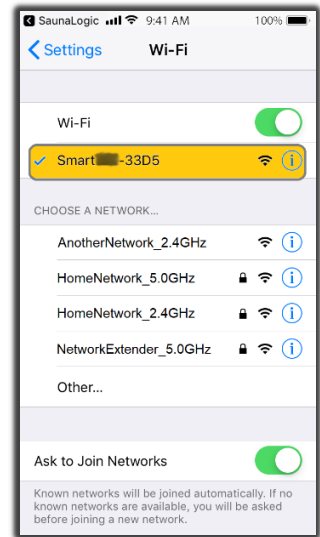 SaunaLogic 9:41 AM 100%
Settings Wi-Fi
Wi-Fi
Smart -33D5
CHOOSE A NETWORK...
AnotherNetwork_2.4GHz
HomeNetwork_5.0GHz
HomeNetwork_2.4GHz
NetworkExtender_5.0GHz
Other...
Ask to Join Networks
Known networks will be joined automatically. If no
known networks are available, you will be asked
before joining a new network.